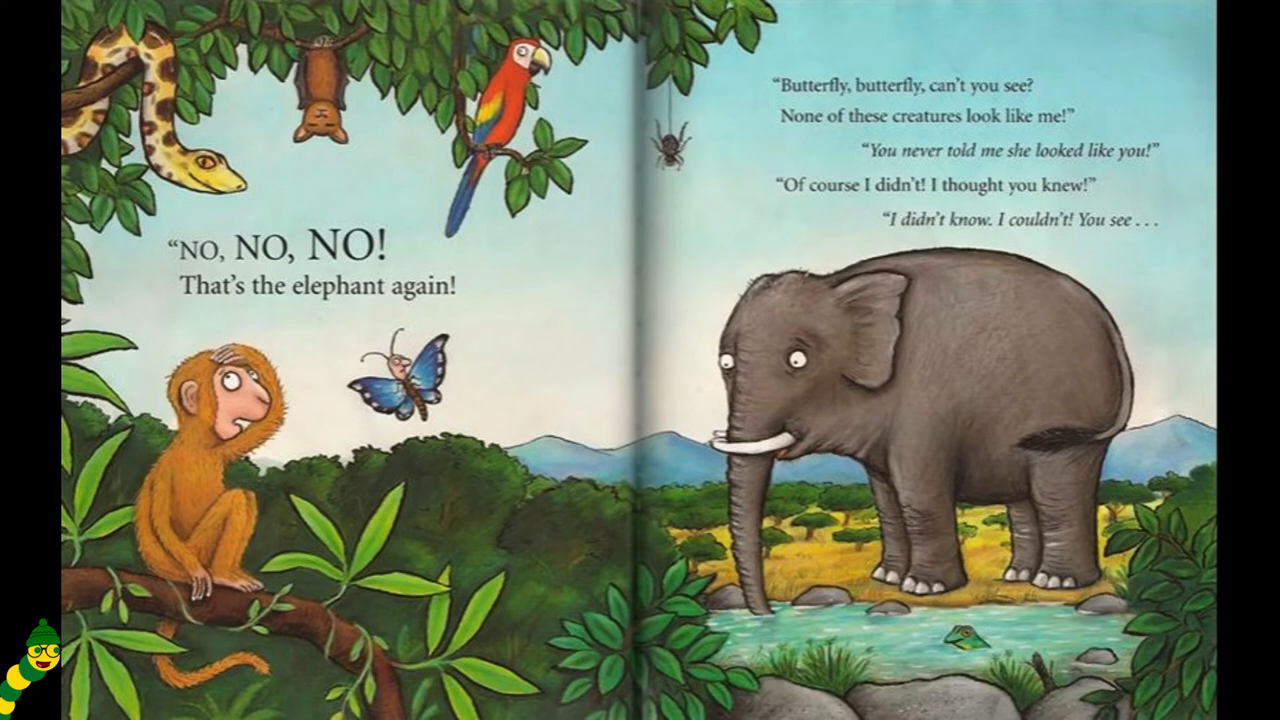 “NO, NO, NO!
That’s the elephant again!
“Butterfly, butterfly, can’t you see?
None of these creatures look like me!”
“You never told me she looked like you!”
“Of course I didn’t! I thought you knew!”
“I didn’t know. I couldn’t! You see . . .